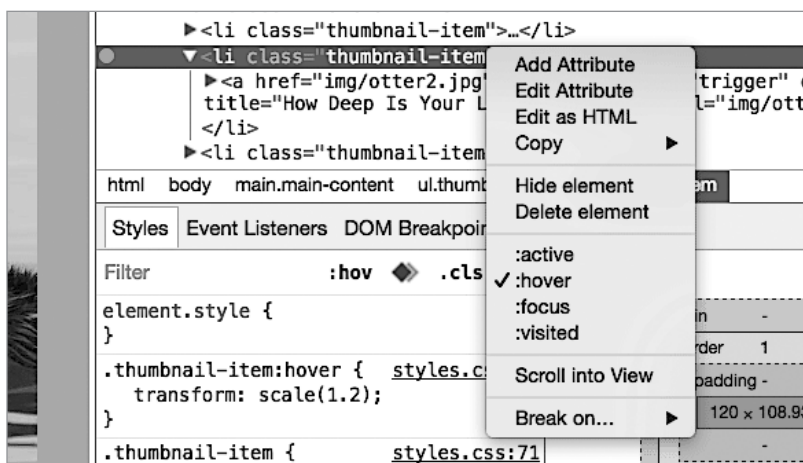 ▶<li class="thumbnail-item">…</li>
▼<li class="thumbnail-item
▶<a href="img/otter2.jpg" "trigger"
title="How Deep Is Your L l="img/ott
</li>
▶<li class="thumbnail-item
Add Attribute
Edit Attribute
Edit as HTML
Copy ▶
Hide element
Delete element
:active
✓ :hover
:focus
:visited
Scroll into View
Break on... ▶
html body main.main-content ul.thumb em
Styles Event Listeners DOM Breakpoin
Filter :hov .cls
element.style {
}
.thumbnail-item:hover { styles.cs
transform: scale(1.2);
}
.thumbnail-item { styles.css:71
in -
rder 1
padding -
120 × 108.93
-